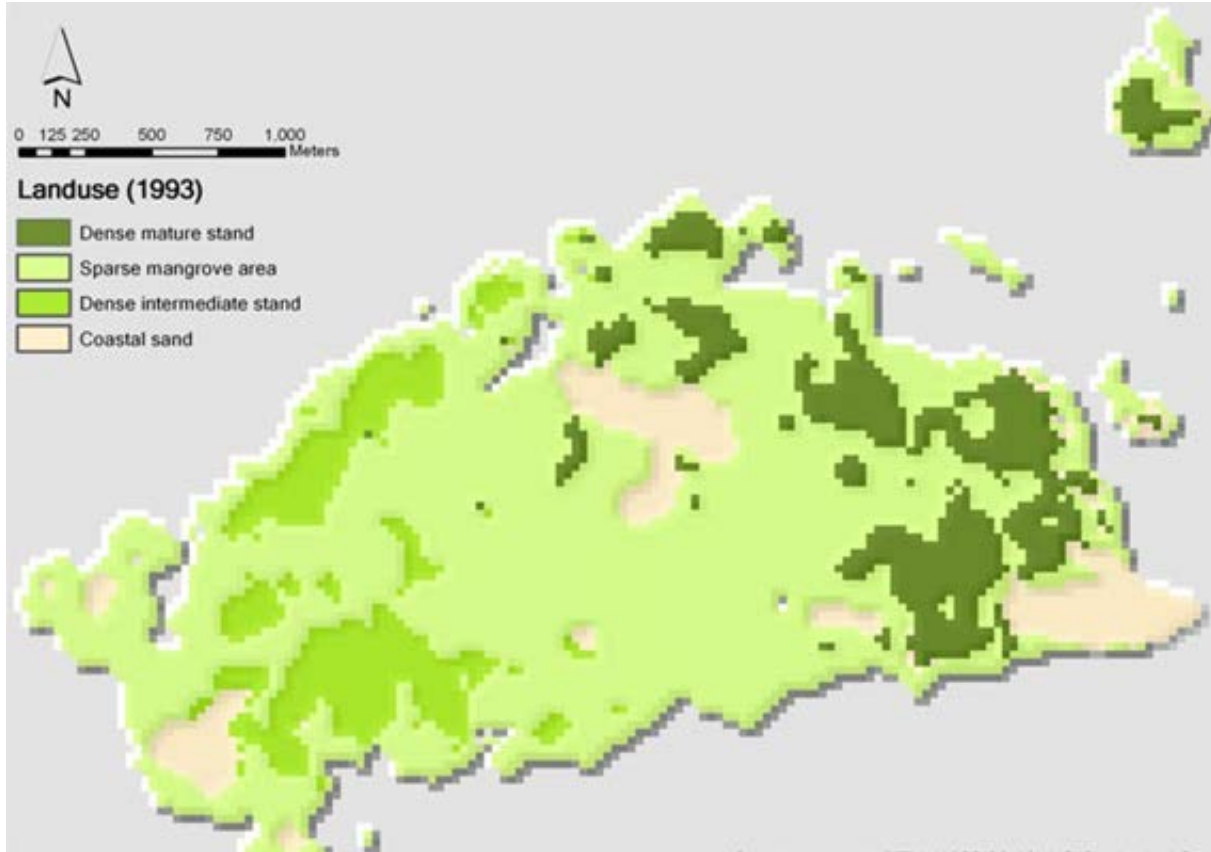 N
0 125 250 500 750 1.000
Meters
Landuse (1993)
Dense mature stand
Sparse mangrove area
Dense intermediate stand
Coastal sand